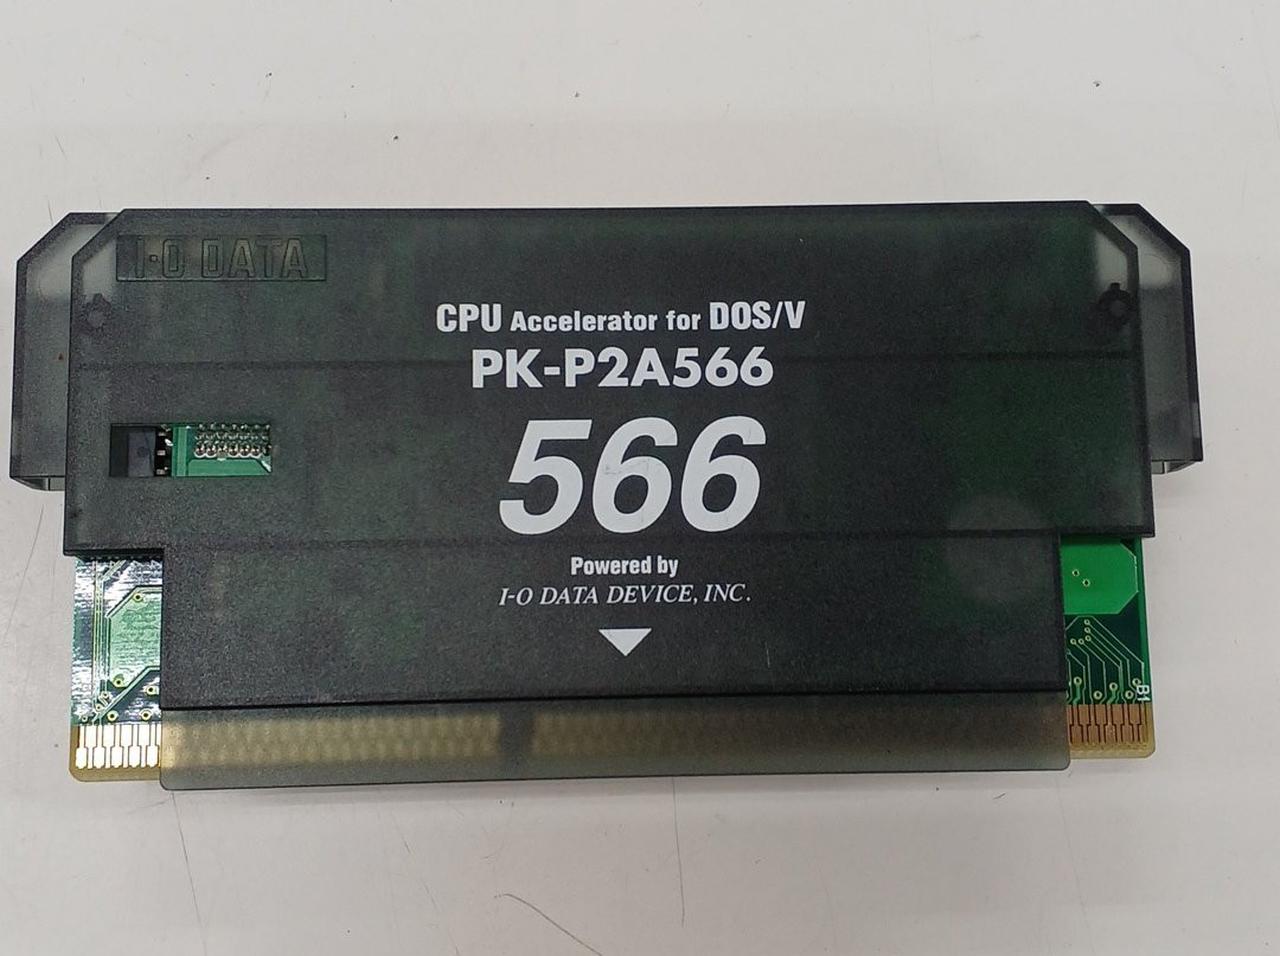 I·O DATA
CPU Accelerator for DOS/V
PK-P2A566
566
Powered by
I-O DATA DEVICE, INC.
B1